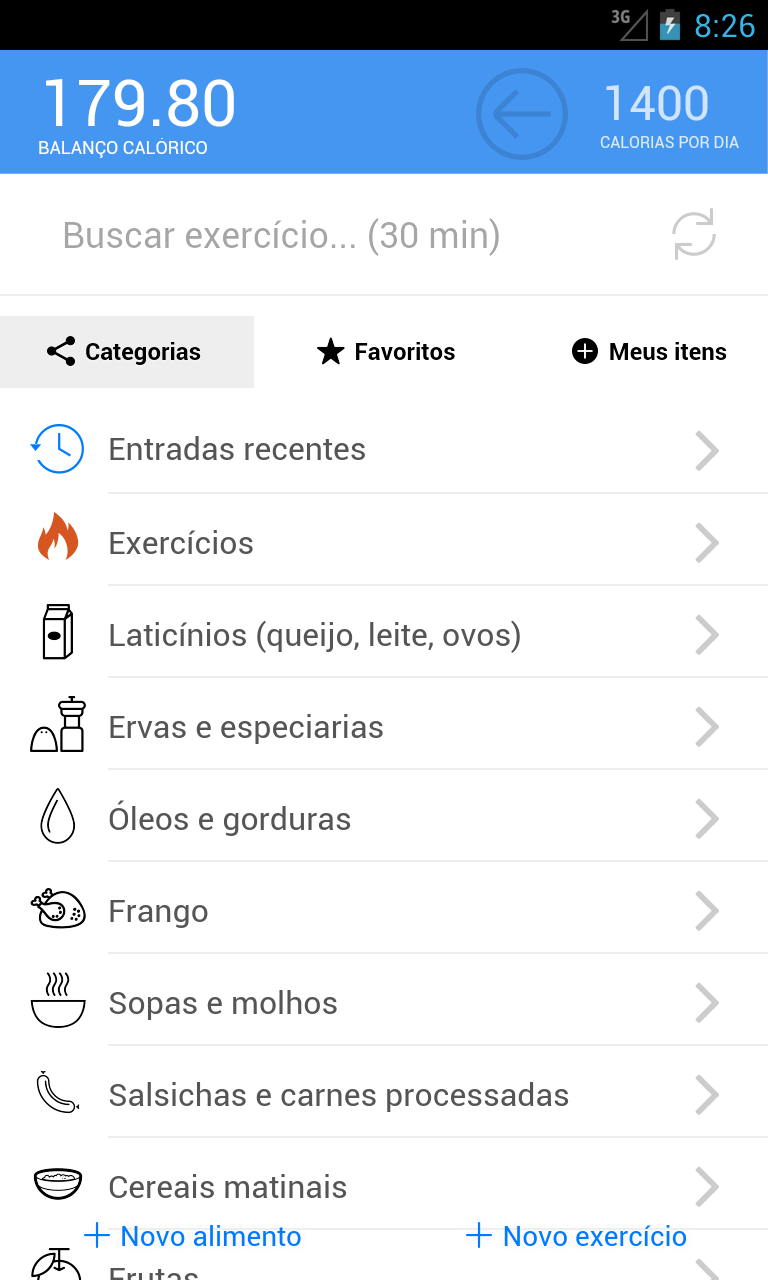 3G 8:26
179.80
BALANÇO CALÓRICO
1400
CALORIAS POR DIA
Buscar exercício... (30 min)
Categorias
Favoritos
Meus itens
Entradas recentes
Exercícios
Laticínios (queijo, leite, ovos)
Ervas e especiarias
Óleos e gorduras
Frango
Sopas e molhos
Salsichas e carnes processadas
Cereais matinais
Novo alimento
Novo exercício
Frutas